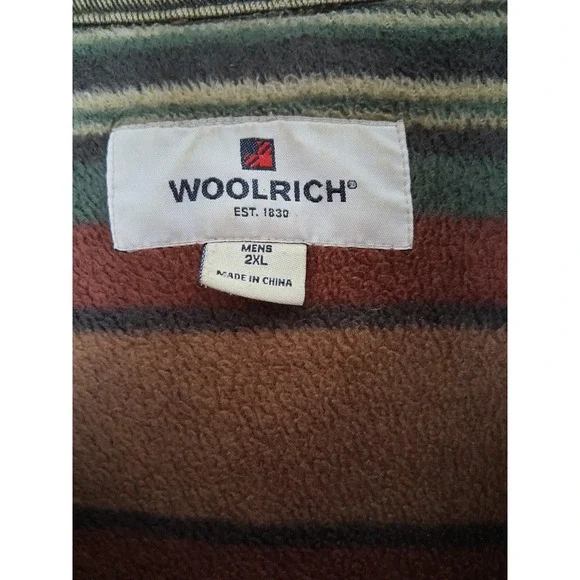 WOOLRICH®
EST. 1830
MENS
2XL
MADE IN CHINA